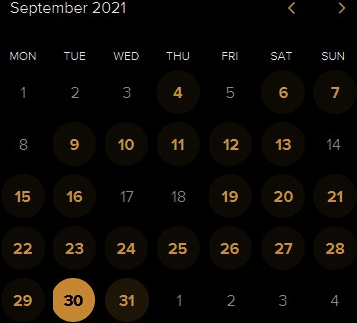 September 2021 < >
MON TUE WED THU FRI SAT SUN
1 2 3 4 5 6 7
8 9 10 11 12 13 14
15 16 17 18 19 20 21
22 23 24 25 26 27 28
29 30 31 1 2 3 4